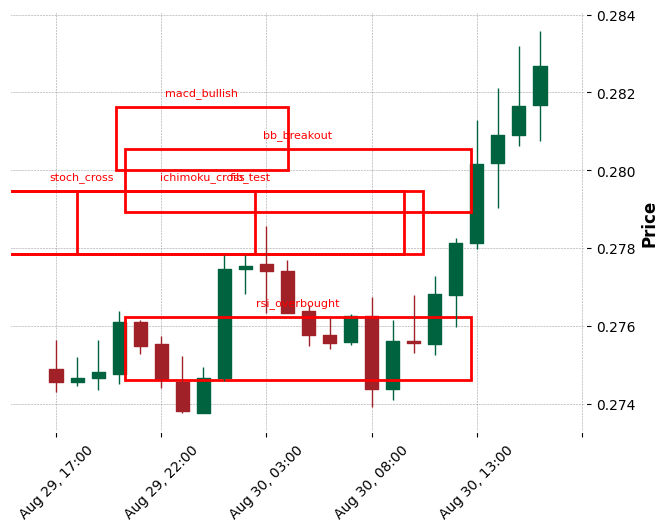 0.284
macd_bullish
0.282
bb_breakout
0.280
stoch_cross
ichimoku_cross
fib_test
0.278
Price
rsi_overbought
0.276
0.274
Aug 29, 17:00
Aug 29, 22:00
Aug 30, 03:00
Aug 30, 08:00
Aug 30, 13:00